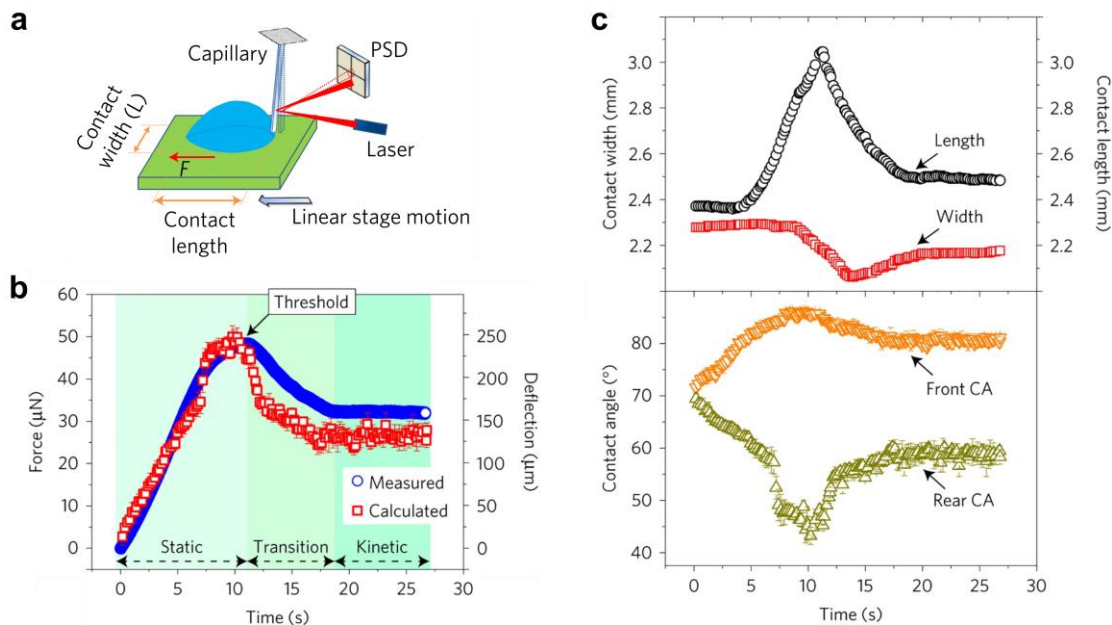 a
Capillary
PSD
Contact
width (L)
F
Laser
Contact
length
Linear stage motion
b
60
50
40
30
20
10
0
Force (µN)
Threshold
250
200
150
100
50
0
Deflection (µm)
Measured
Calculated
Static
Transition
Kinetic
0 5 10 15 20 25 30
Time (s)
c
3.0
2.8
2.6
2.4
2.2
Contact width (mm)
Length
Width
3.0
2.8
2.6
2.4
2.2
Contact length (mm)
80
70
60
50
40
Contact angle (°)
Front CA
Rear CA
0 5 10 15 20 25 30
Time (s)